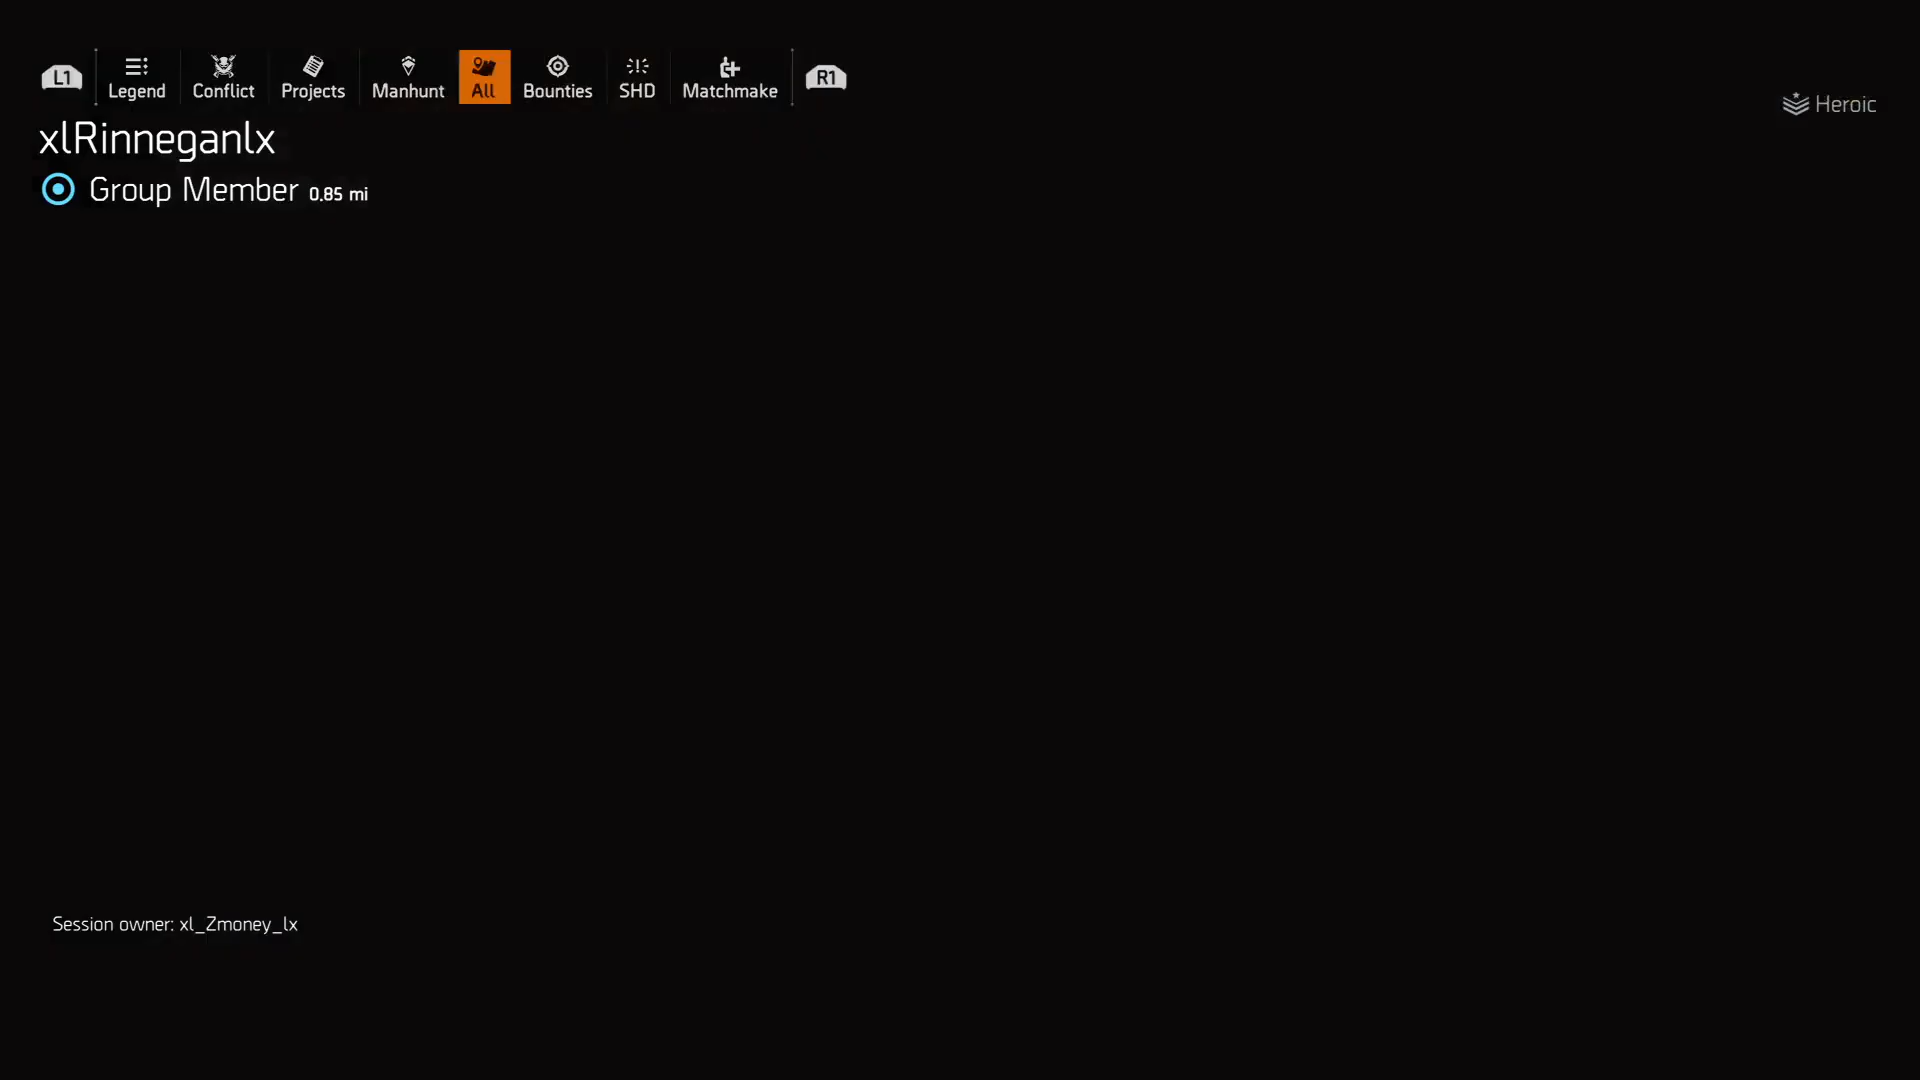 L1 Legend Conflict Projects Manhunt All Bounties SHD Matchmake R1
Heroic
xlRinneganlx
Group Member 0.85 mi
Session owner: xl_Zmoney_lx